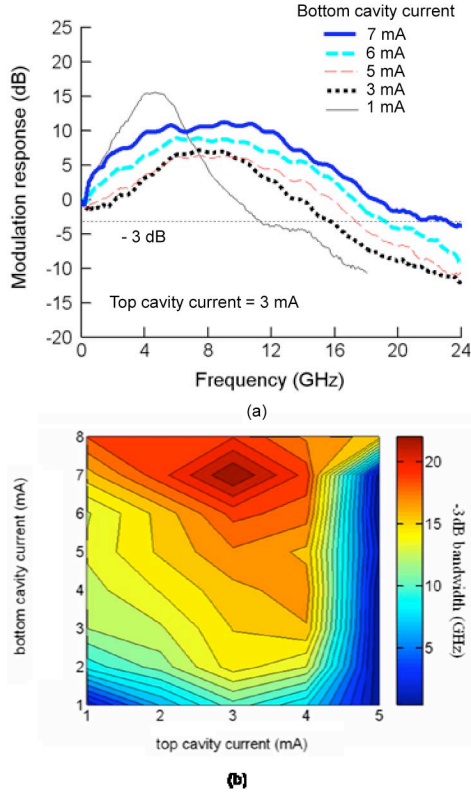 Bottom cavity current
7 mA
6 mA
5 mA
3 mA
1 mA
Modulation response (dB)
25
20
15
10
5
0
-5
-10
-15
-20
- 3 dB
Top cavity current = 3 mA
0 4 8 12 16 20 24
Frequency (GHz)
(a)
bottom cavity current (mA)
8
7
6
5
4
3
2
1
1 2 3 4 5
top cavity current (mA)
20
15
10
5
-3dB bandwidth (GHz)
(b)